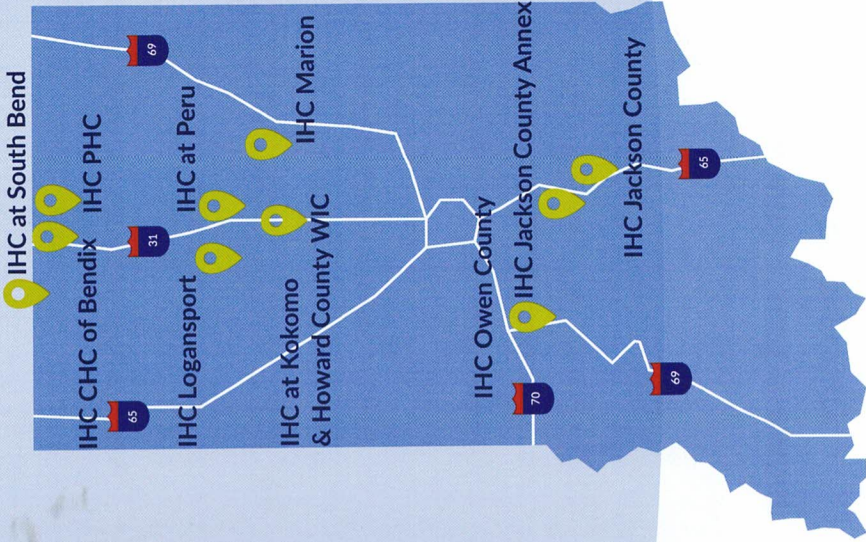 IHC at South Bend
IHC CHC of Bendix
IHC PHC
69
31
65
IHC Logansport
IHC at Peru
IHC at Kokomo
& Howard County WIC
IHC Marion
IHC Owen County
IHC Jackson County Annex
70
IHC Jackson County
69
65